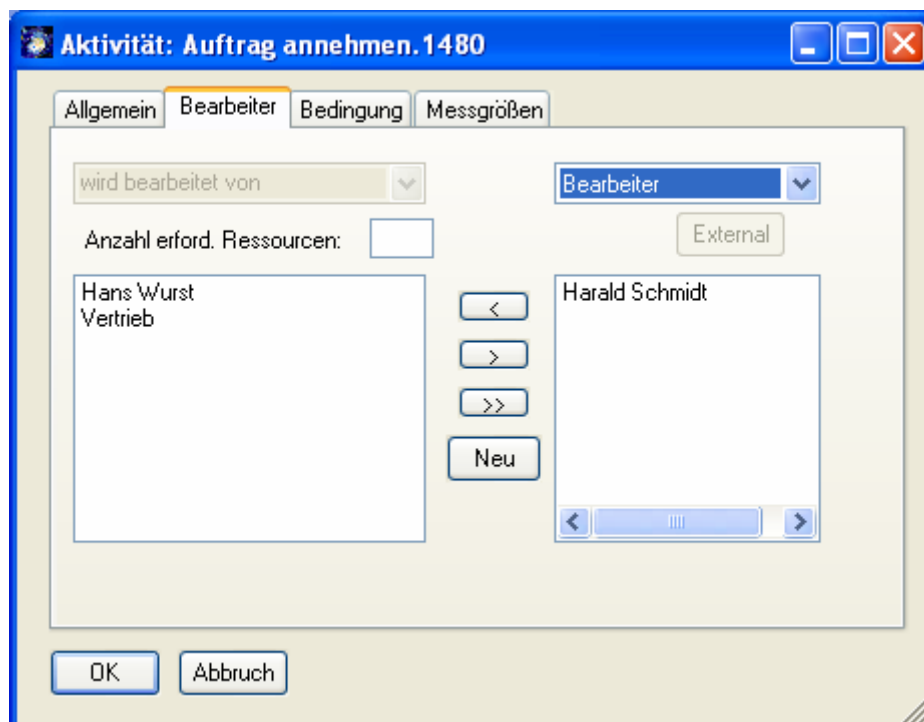 Aktivität: Auftrag annehmen.1480
Allgemein Bearbeiter Bedingung Messgrößen
wird bearbeitet von Bearbeiter
Anzahl erford. Ressourcen: External
Hans Wurst < Harald Schmidt
Vertrieb
>
>>
Neu
OK Abbruch